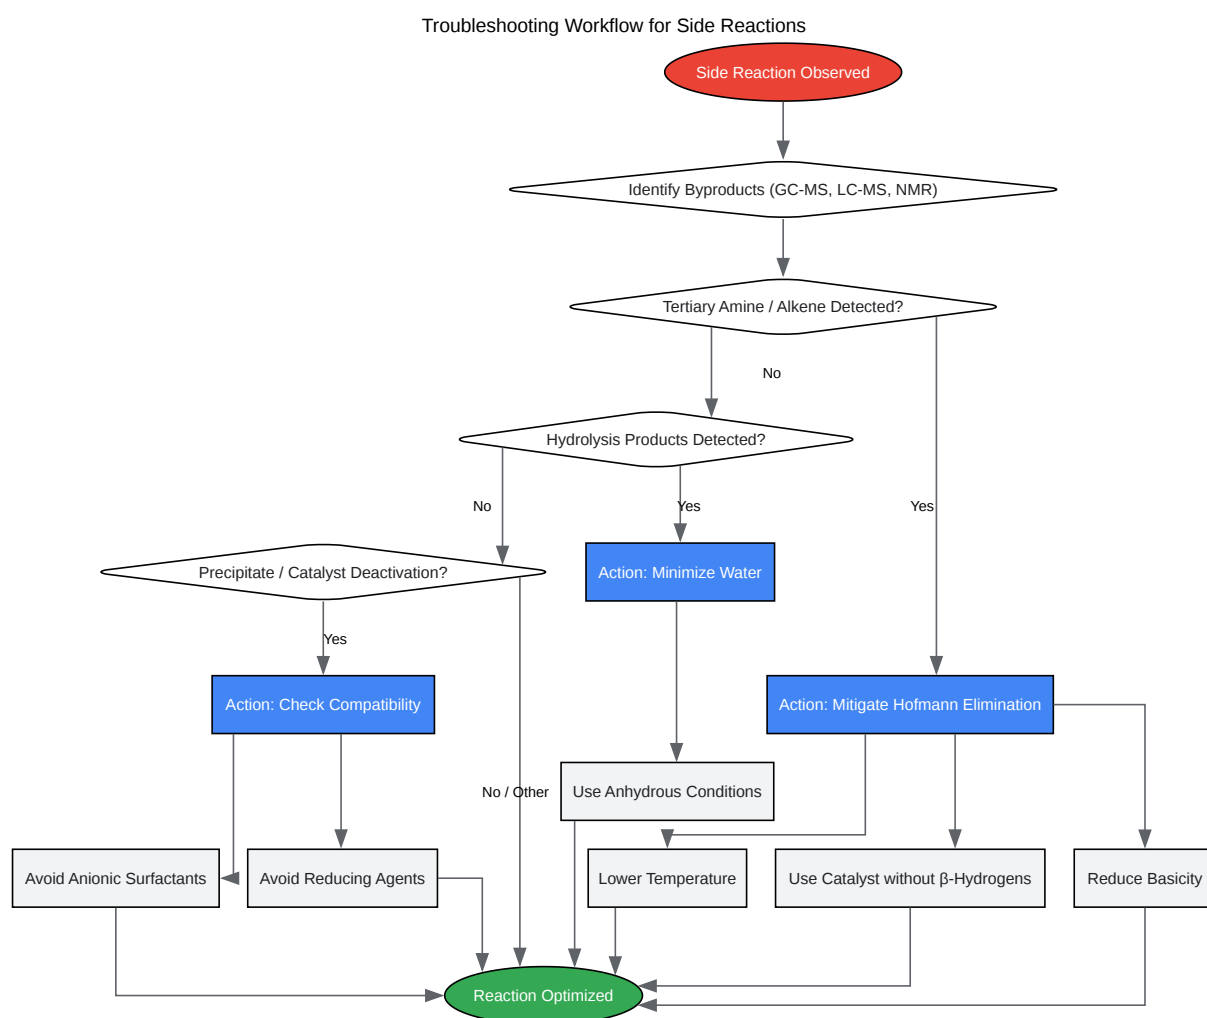 Troubleshooting Workflow for Side Reactions
Side Reaction Observed
Identify Byproducts (GC-MS, LC-MS, NMR)
Tertiary Amine / Alkene Detected?
No
Hydrolysis Products Detected?
No
Yes
Yes
Precipitate / Catalyst Deactivation?
Action: Minimize Water
Yes
Action: Check Compatibility
Action: Mitigate Hofmann Elimination
No / Other
Use Anhydrous Conditions
Avoid Anionic Surfactants
Avoid Reducing Agents
Lower Temperature
Use Catalyst without β-Hydrogens
Reduce Basicity
Reaction Optimized